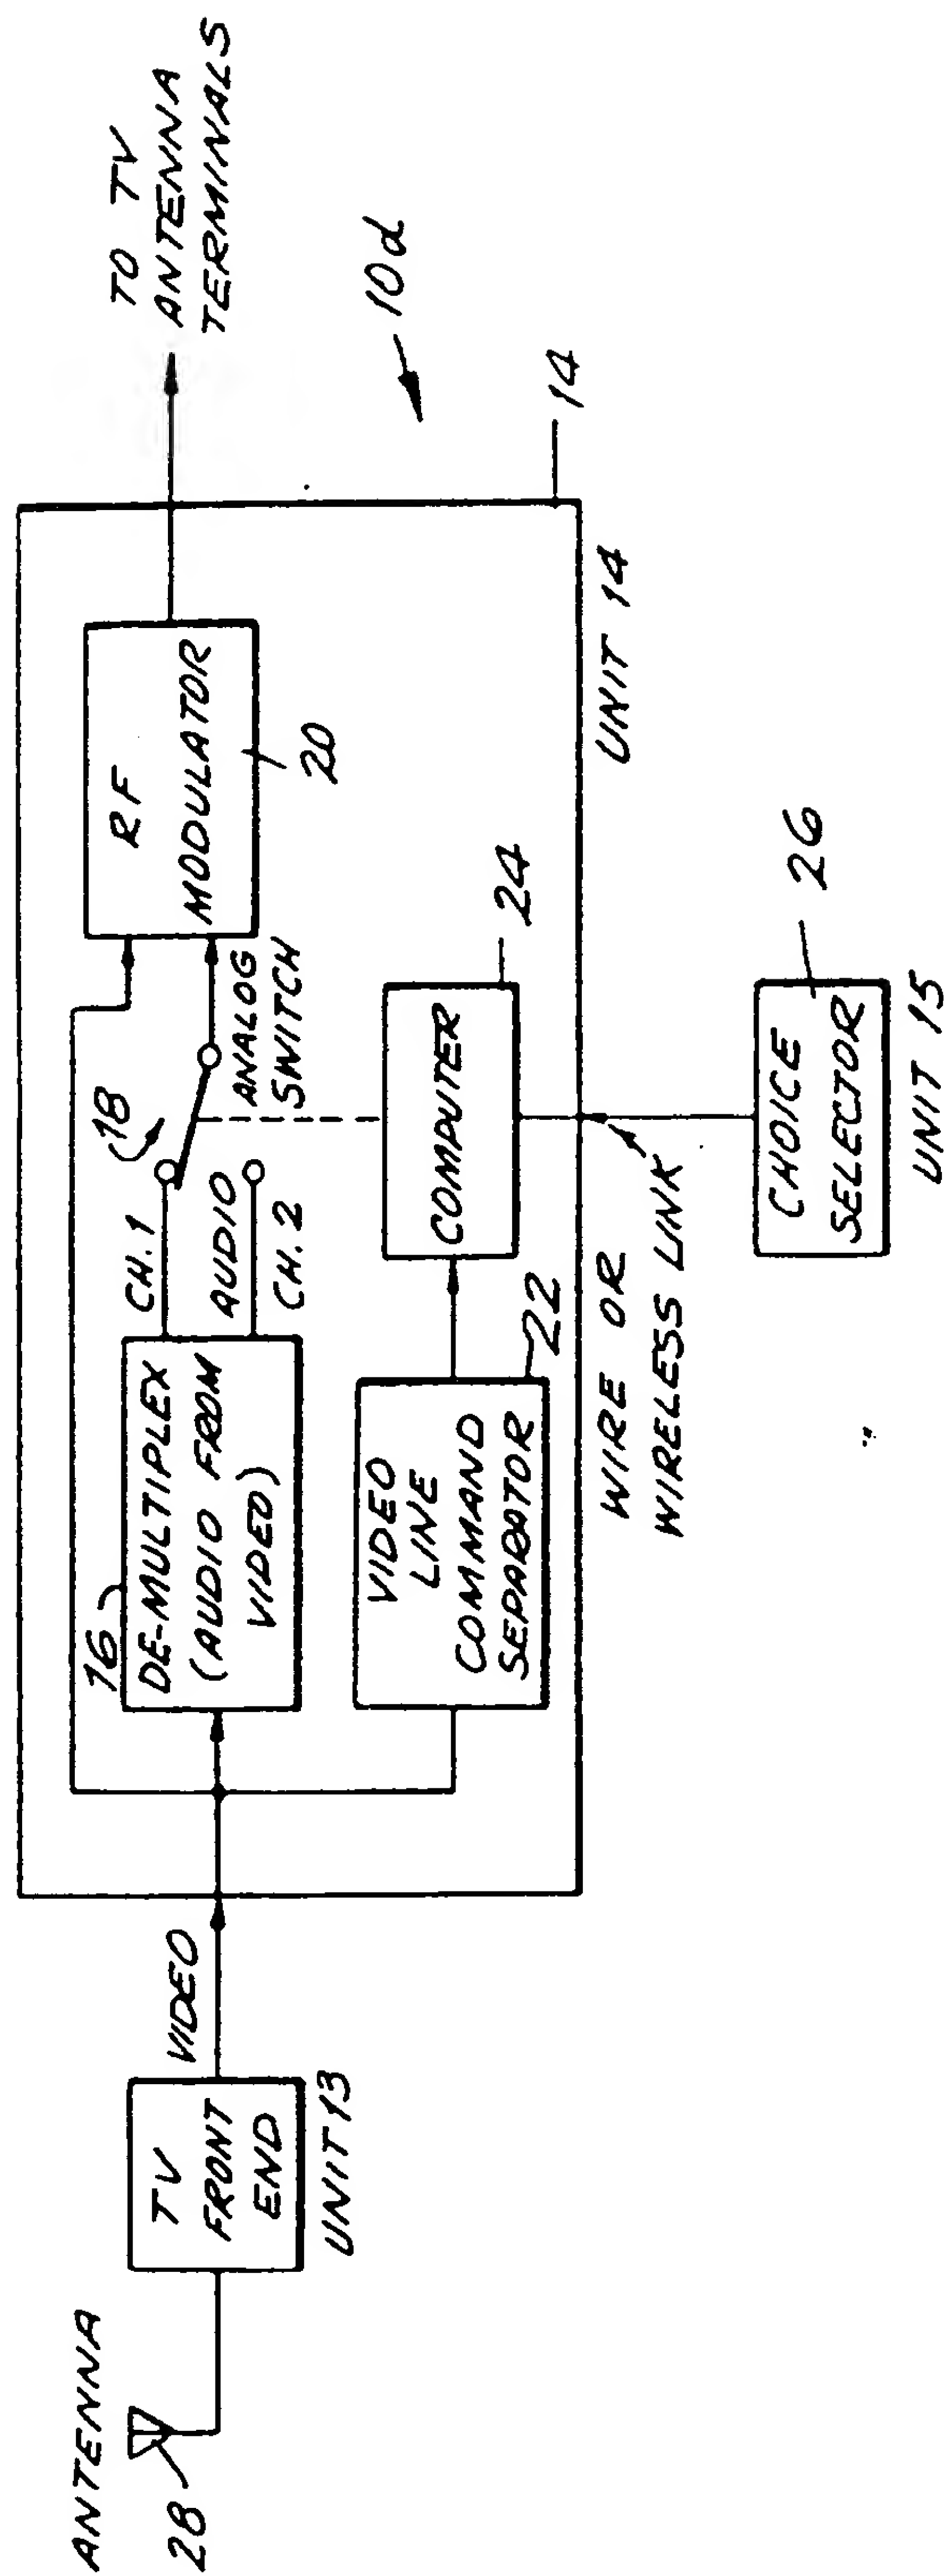 ANTENNA
28
TV
FRONT
END
UNIT 13
VIDEO
16
DE-MULTIPLEX
(AUDIO FROM
VIDEO)
CH. 1
AUDIO
CH. 2
18
ANALOG
SWITCH
RF
MODULATOR
20
TO TV
ANTENNA
TERMINALS
VIDEO
LINE
COMMAND
SEPARATOR
22
COMPUTER
24
10d
14
UNIT 14
WIRE OR
WIRELESS LINK
CHOICE
SELECTOR
26
UNIT 15